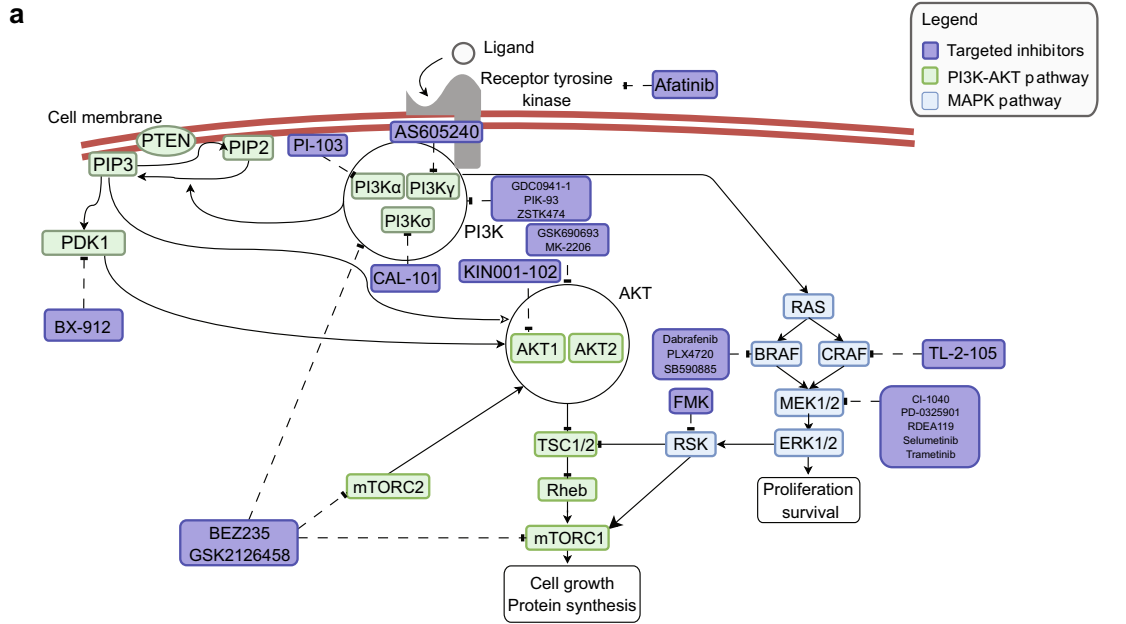 a
Legend
Targeted inhibitors
PI3K-AKT pathway
MAPK pathway
Ligand
Receptor tyrosine
kinase
Afatinib
Cell membrane
PTEN
PIP2
PIP3
PI-103
AS605240
PI3Kα
PI3Kγ
PI3Kσ
PI3K
GDC0941-1
PIK-93
ZSTK474
GSK690693
MK-2206
PDK1
CAL-101
KIN001-102
AKT
BX-912
AKT1
AKT2
RAS
Dabrafenib
PLX4720
SB590885
BRAF
CRAF
TL-2-105
FMK
MEK1/2
CI-1040
PD-0325901
RDEA119
Selumetinib
Trametinib
TSC1/2
RSK
ERK1/2
mTORC2
Rheb
Proliferation
survival
BEZ235
GSK2126458
mTORC1
Cell growth
Protein synthesis